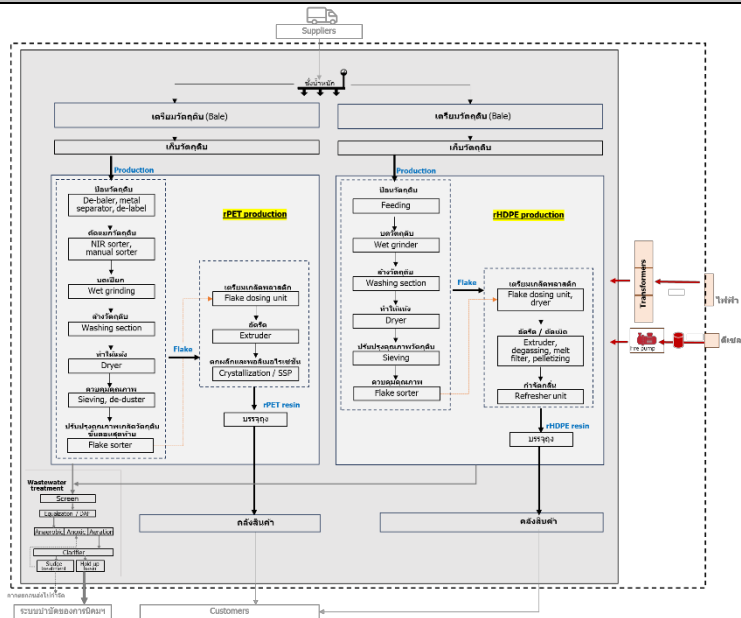 Suppliers
ชั่งน้ำหนัก
เตรียมวัตถุดิบ (Bale)
เตรียมวัตถุดิบ (Bale)
เก็บวัตถุดิบ
เก็บวัตถุดิบ
Production
ป้อนวัตถุดิบ
De-baler, metal
separator, de-label
คัดแยกวัตถุดิบ
NIR sorter,
manual sorter
บดเปียก
Wet grinding
ล้างวัตถุดิบ
Washing section
ทำให้แห้ง
Dryer
ควบคุมคุณภาพ
Sieving, de-duster
ปรับปรุงคุณภาพเกล็ดวัตถุดิบ
ขั้นตอนสุดท้าย
Flake sorter
rPET production
Flake
เตรียมเกล็ดพลาสติก
Flake dosing unit
อัดรีด
Extruder
ตกผลึกและพอลิเมอไรเซชั่น
Crystallization / SSP
rPET resin
บรรจุถุง
คลังสินค้า
Production
ป้อนวัตถุดิบ
Feeding
บดวัตถุดิบ
Wet grinder
ล้างวัตถุดิบ
Washing section
ทำให้แห้ง
Dryer
ปรับปรุงคุณภาพวัตถุดิบ
Sieving
ควบคุมคุณภาพ
Flake sorter
rHDPE production
Flake
เตรียมเกล็ดพลาสติก
Flake dosing unit,
dryer
อัดรีด / อัดเม็ด
Extruder,
degassing, melt
filter, pelletizing
กำจัดกลิ่น
Refresher unit
rHDPE resin
บรรจุถุง
คลังสินค้า
Transformers
ไฟฟ้า
Fire pump
ดีเซล
Wastewater
treatment
Screen
Equalization / DAF
Anaerobic
Anoxic
Aeration
Clarifier
Sludge
treatment
Hold up
ระบบบำบัดของการนิคมฯ
Customers